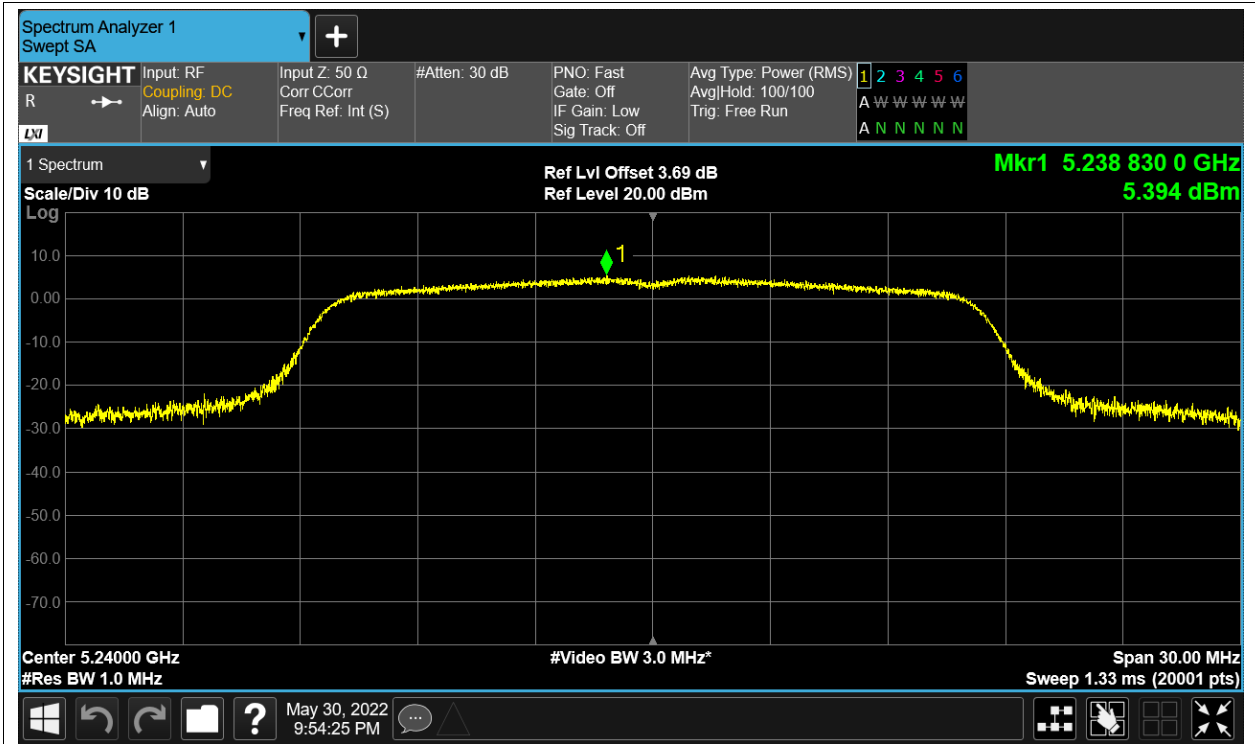 Spectrum Analyzer 1
Swept SA
KEYSIGHT
R
LXI
Input: RF
Coupling: DC
Align: Auto
Input Z: 50 Ω
Corr CCorr
Freq Ref: Int (S)
#Atten: 30 dB
PNO: Fast
Gate: Off
IF Gain: Low
Sig Track: Off
Avg Type: Power (RMS)
Avg|Hold: 100/100
Trig: Free Run
1 2 3 4 5 6
A W W W W W
A N N N N N
1 Spectrum
Scale/Div 10 dB
Log
Ref Lvl Offset 3.69 dB
Ref Level 20.00 dBm
Mkr1 5.238 830 0 GHz
5.394 dBm
1
10.0
0.00
-10.0
-20.0
-30.0
-40.0
-50.0
-60.0
-70.0
Center 5.24000 GHz
#Res BW 1.0 MHz
#Video BW 3.0 MHz*
Span 30.00 MHz
Sweep 1.33 ms (20001 pts)
?
May 30, 2022
9:54:25 PM